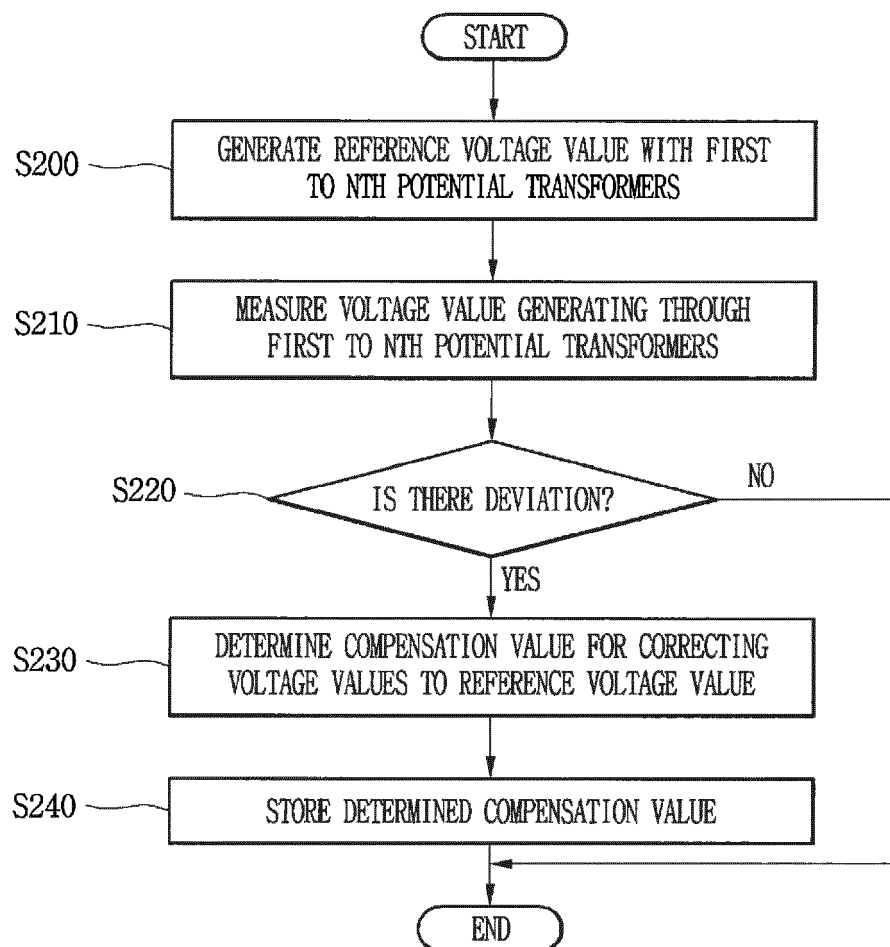 START
S200
GENERATE REFERENCE VOLTAGE VALUE WITH FIRST
TO NTH POTENTIAL TRANSFORMERS
S210
MEASURE VOLTAGE VALUE GENERATING THROUGH
FIRST TO NTH POTENTIAL TRANSFORMERS
S220
IS THERE DEVIATION?
NO
YES
S230
DETERMINE COMPENSATION VALUE FOR CORRECTING
VOLTAGE VALUES TO REFERENCE VOLTAGE VALUE
S240
STORE DETERMINED COMPENSATION VALUE
END